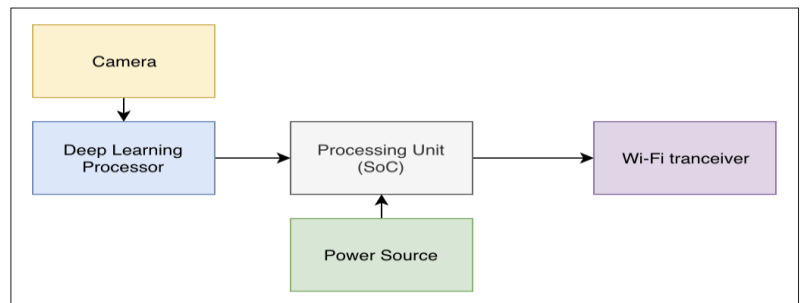 Camera
Deep Learning
Processor
Processing Unit
(SoC)
Wi-Fi tranceiver
Power Source